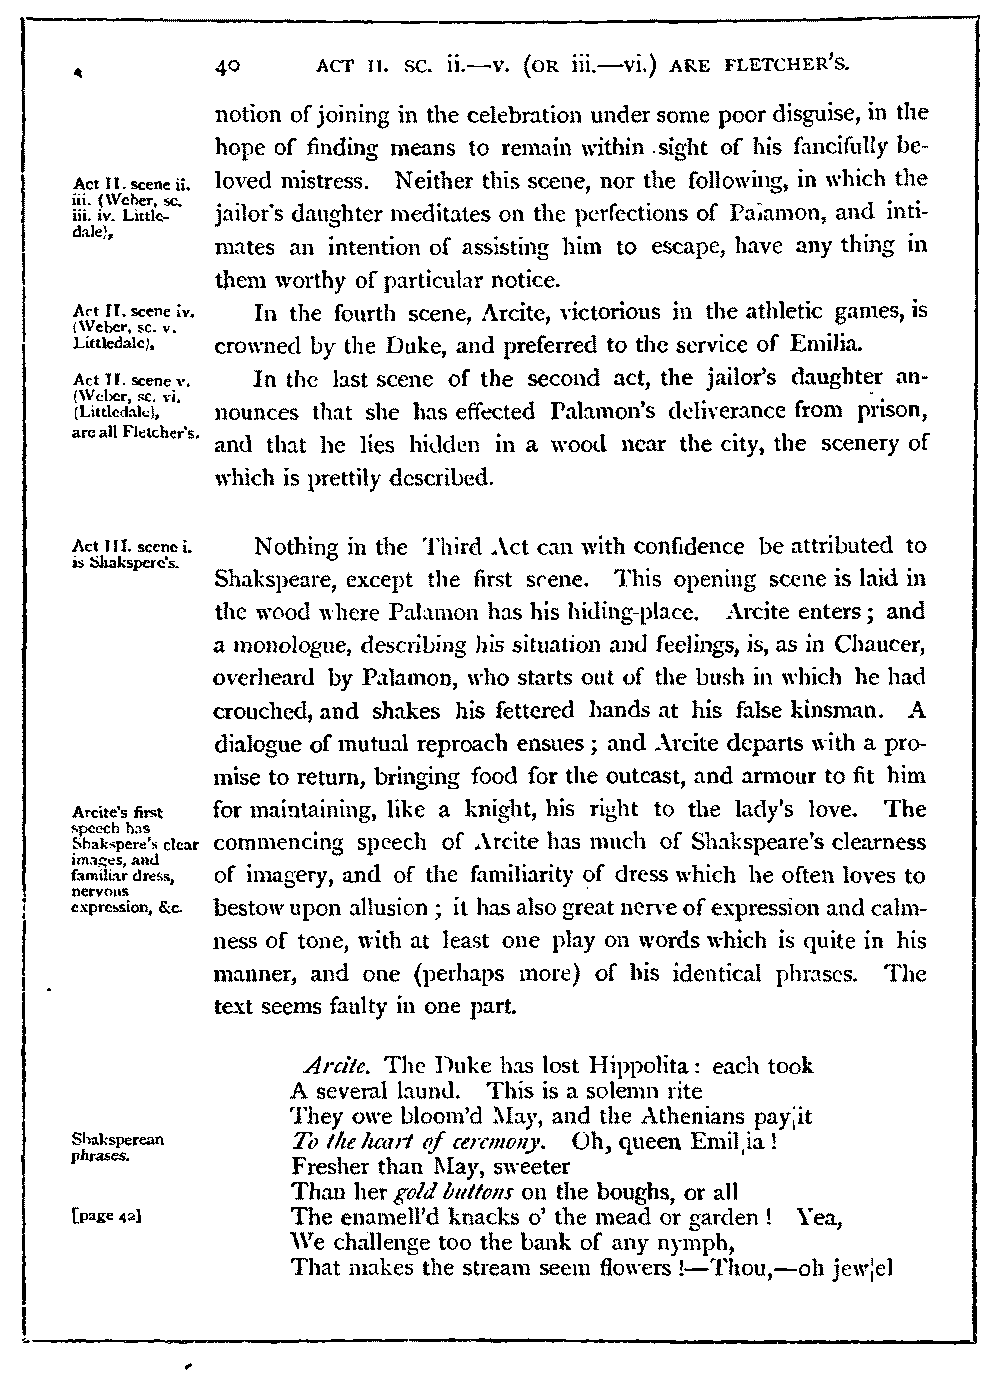 40 ACT II. SC. ii.—v. (OR iii.—vi.) ARE FLETCHER'S.
notion of joining in the celebration under some poor disguise, in the
hope of finding means to remain within sight of his fancifully be-
Act II. scene ii.
iii. (Weber, sc.
iii. iv. Little-
dale),
loved mistress. Neither this scene, nor the following, in which the
jailor's daughter meditates on the perfections of Palamon, and inti-
mates an intention of assisting him to escape, have any thing in
them worthy of particular notice.
Act II. scene iv.
(Weber, sc. v.
Littledale),
In the fourth scene, Arcite, victorious in the athletic games, is
crowned by the Duke, and preferred to the service of Emilia.
Act II. scene v.
(Weber, sc. vi.
(Littledale),
are all Fletcher's.
In the last scene of the second act, the jailor's daughter an-
nounces that she has effected Palamon's deliverance from prison,
and that he lies hidden in a wood near the city, the scenery of
which is prettily described.
Act III. scene i.
is Shakspere's.
Nothing in the Third Act can with confidence be attributed to
Shakspeare, except the first scene. This opening scene is laid in
the wood where Palamon has his hiding-place. Arcite enters; and
a monologue, describing his situation and feelings, is, as in Chaucer,
overheard by Palamon, who starts out of the bush in which he had
crouched, and shakes his fettered hands at his false kinsman. A
dialogue of mutual reproach ensues; and Arcite departs with a pro-
mise to return, bringing food for the outcast, and armour to fit him
Arcite's first
speech has
Shakspere's clear
images, and
familiar dress,
nervous
expression, &c.
for maintaining, like a knight, his right to the lady's love. The
commencing speech of Arcite has much of Shakspeare's clearness
of imagery, and of the familiarity of dress which he often loves to
bestow upon allusion; it has also great nerve of expression and calm-
ness of tone, with at least one play on words which is quite in his
manner, and one (perhaps more) of his identical phrases. The
text seems faulty in one part.
Arcite. The Duke has lost Hippolita: each took
A several laund. This is a solemn rite
They owe bloom'd May, and the Athenians pay¦it
Shaksperean
phrases.
To the heart of ceremony. Oh, queen Emil¦ia!
Fresher than May, sweeter
Than her gold buttons on the boughs, or all
[page 42]
The enamell'd knacks o' the mead or garden! Yea,
We challenge too the bank of any nymph,
That makes the stream seem flowers!—Thou,—oh jew¦el